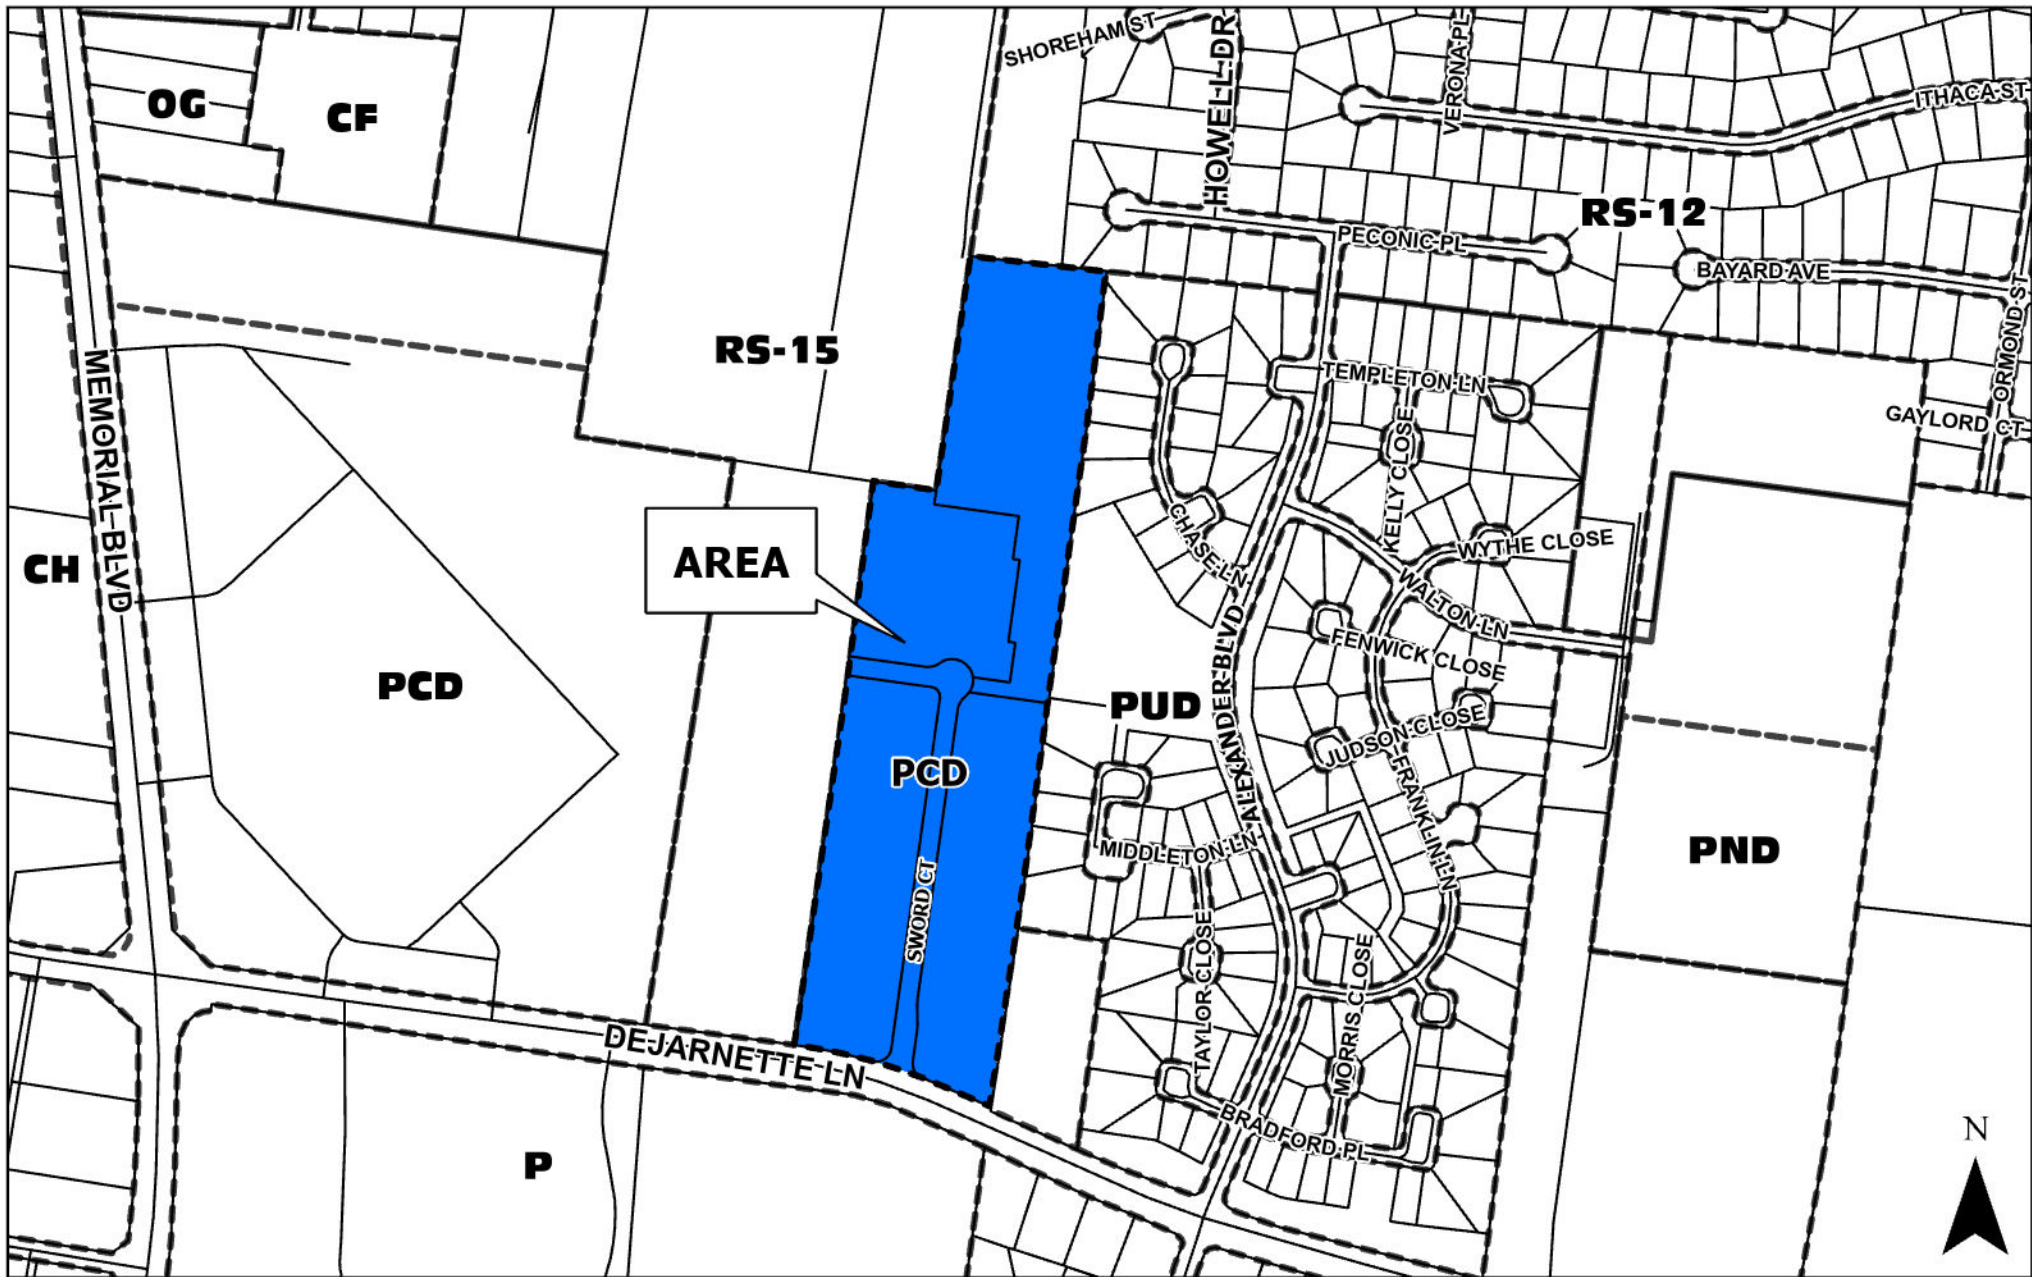 SHOREHAM ST
HOWELL DR
VERONA PL
ITHACA ST
OG
CF
RS-12
PECONIC PL
BAYARD AVE
ORMOND ST
RS-15
MEMORIAL BLVD
TEMPLETON LN
GAYLORD CT
KELLY CLOSE
CHASE LN
WYTHE CLOSE
AREA
CH
WALTON LN
ALEXANDER BLVD
FENWICK CLOSE
PCD
PUD
JUDSON CLOSE
PCD
FRANKLIN LN
MIDDLETON LN
PND
SWORD CT
TAYLOR CLOSE
MORRIS CLOSE
DEJARNETTE LN
BRADFORD PL
P
N